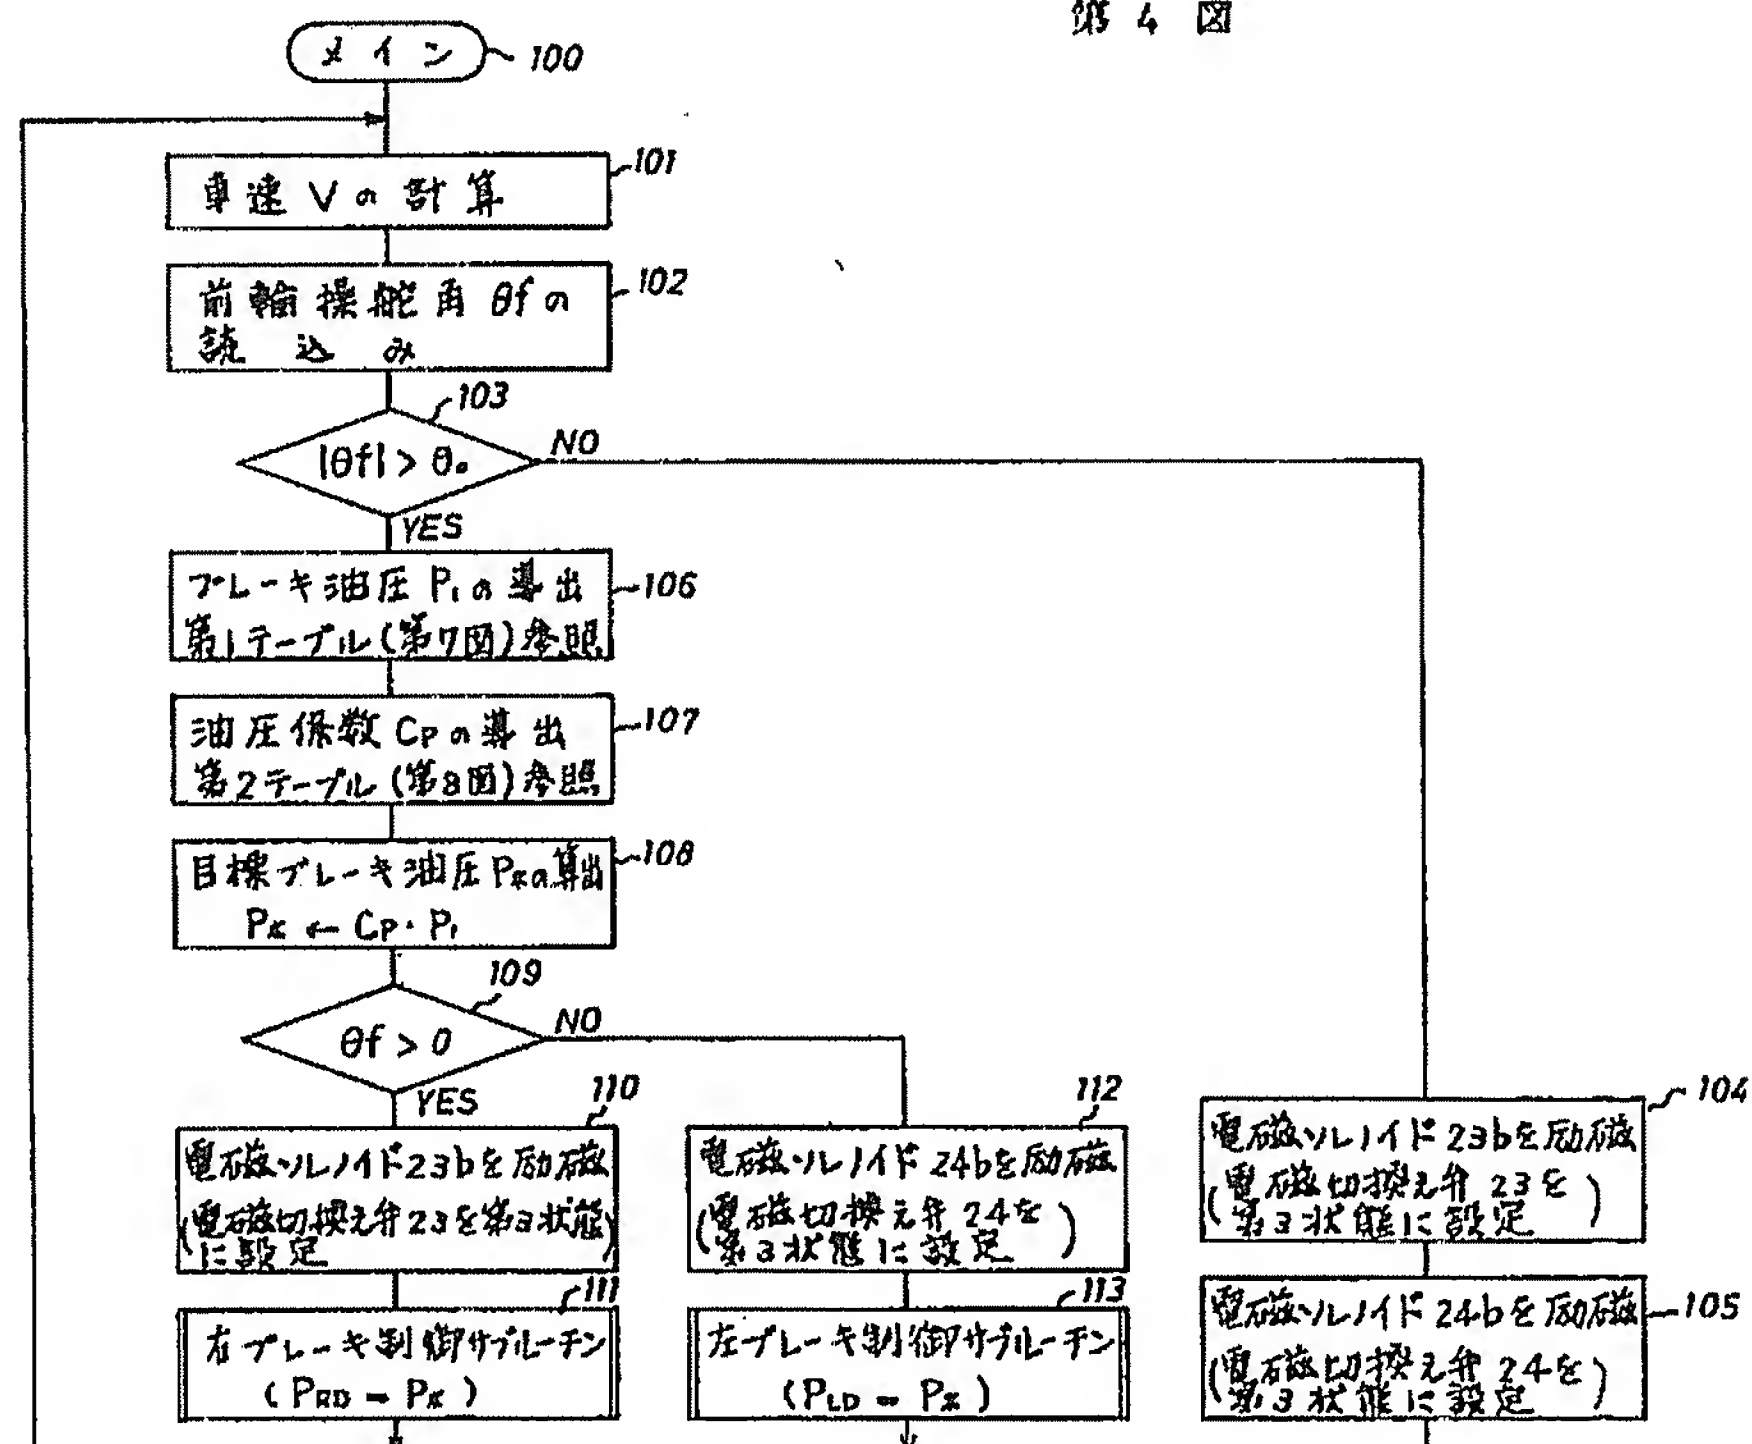 第 4 図
メイン
100
車速 V の 計算
101
前輪操舵角 θf の
読込み
102
103
|θf| > θ₀
NO
YES
ブレーキ油圧 P₁ の導出
第1テーブル(第7図)参照
106
油圧係数 Cp の導出
第2テーブル(第8図)参照
107
目標ブレーキ油圧 P* の算出
P* ← Cp・P₁
108
109
θf > 0
NO
YES
110
電磁ソレノイド23bを励磁
(電磁切換え弁23を第3状態
に設定)
111
右ブレーキ制御サブルーチン
(PRD = P*)
112
電磁ソレノイド24bを励磁
(電磁切換え弁24を
第3状態に設定)
113
左ブレーキ制御サブルーチン
(PLD = P*)
104
電磁ソレノイド23bを励磁
(電磁切換え弁23を
第3状態に設定)
電磁ソレノイド24bを励磁
105
(電磁切換え弁24を
第3状態に設定)